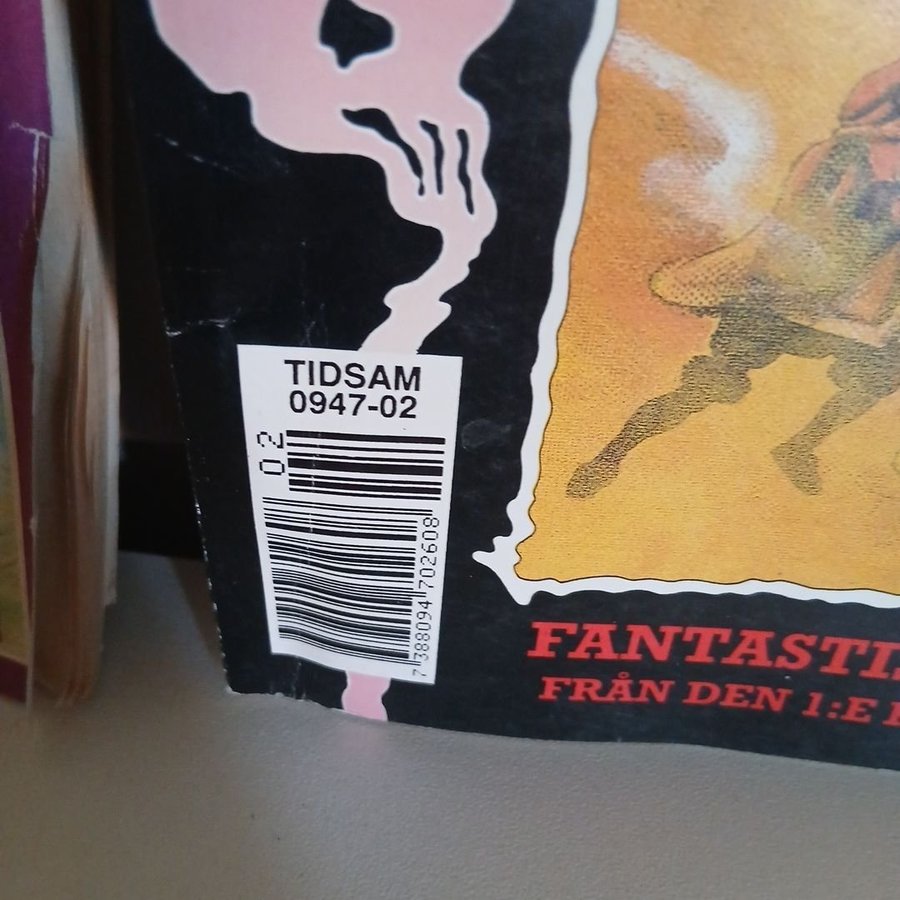 TIDSAM
0947-02
02
7 388094 702608
FANTASTI
FRÅN DEN 1:E